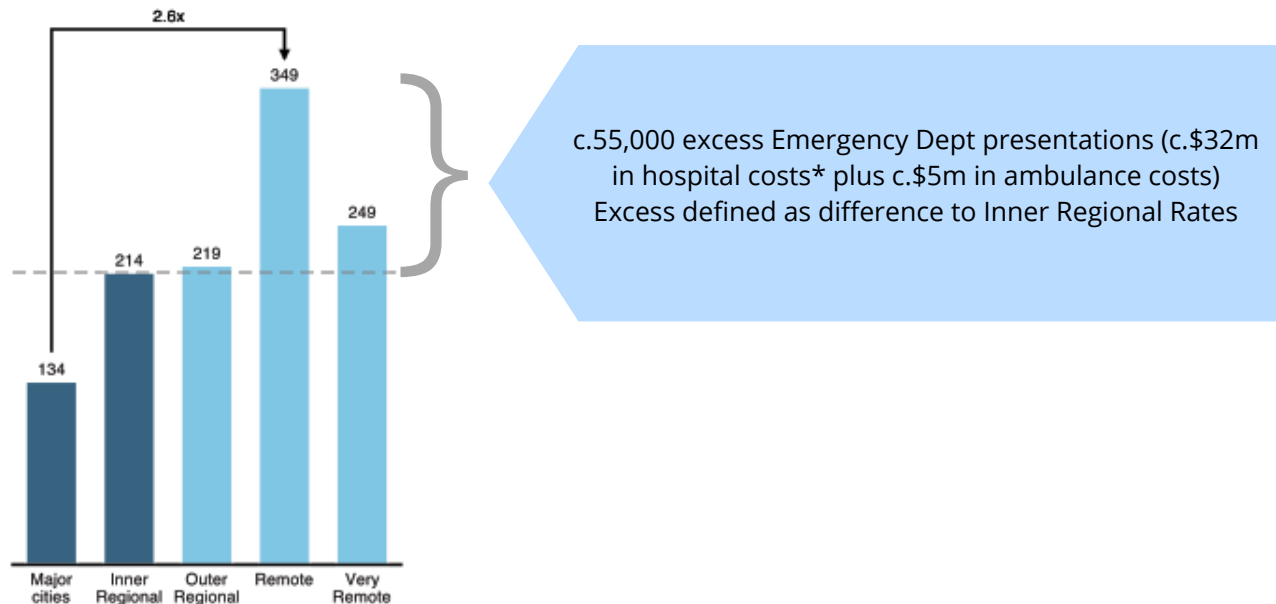 2.6x
349
249
214
219
134
c.55,000 excess Emergency Dept presentations (c.$32m
in hospital costs* plus c.$5m in ambulance costs)
Excess defined as difference to Inner Regional Rates
Major
cities
Inner
Regional
Outer
Regional
Remote
Very
Remote